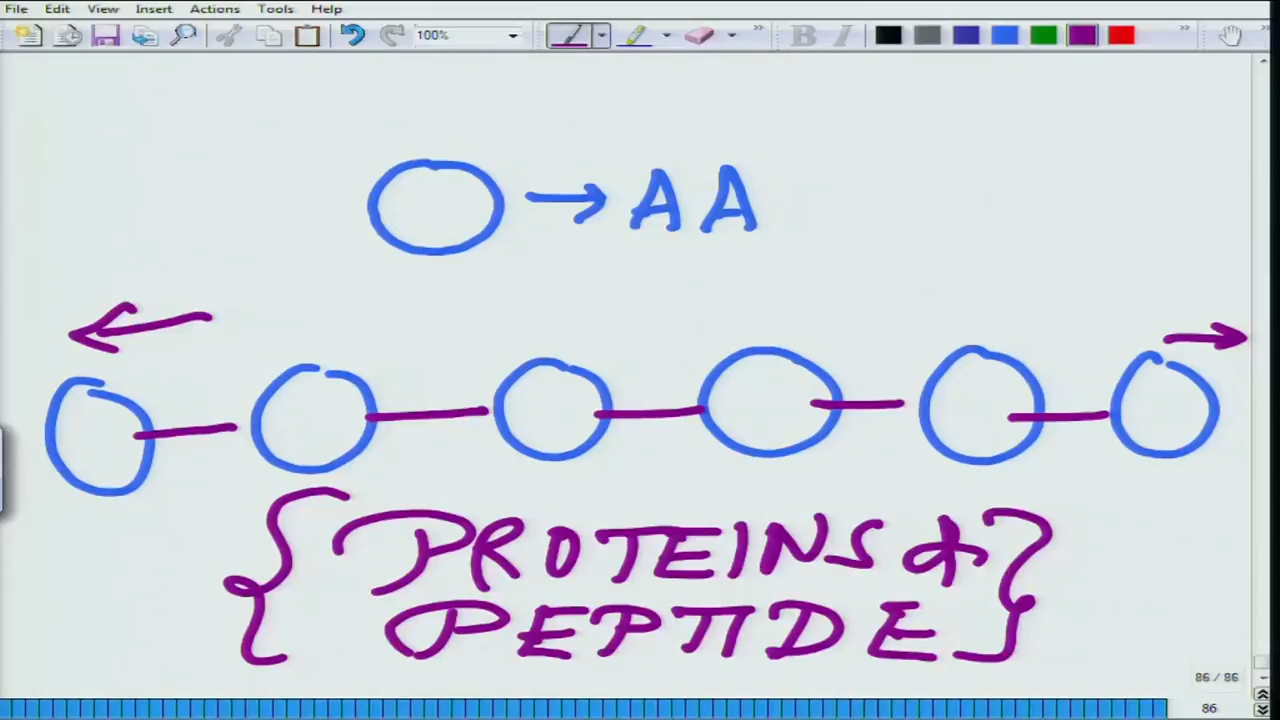 File Edit View Insert Actions Tools Help
100%
B I
→ AA
{ PROTEINS &
PEPTIDE }
86 / 86
86